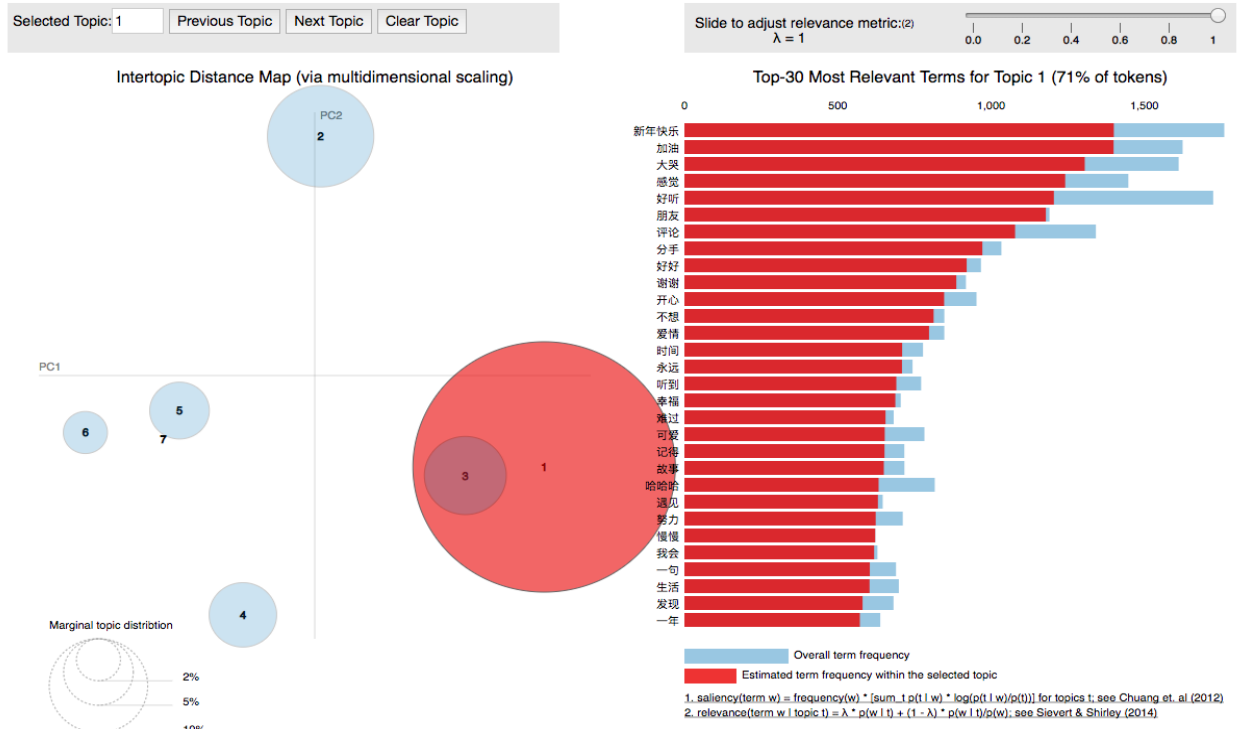 Selected Topic: 1 Previous Topic Next Topic Clear Topic
Slide to adjust relevance metric:(2)
λ = 1
0.0 0.2 0.4 0.6 0.8 1
Intertopic Distance Map (via multidimensional scaling)
PC2
2
PC1
5
6
7
1
3
4
Marginal topic distribtion
2%
5%
10%
Top-30 Most Relevant Terms for Topic 1 (71% of tokens)
0 500 1,000 1,500
新年快乐
加油
大哭
感觉
好听
朋友
评论
分手
好好
谢谢
开心
不想
爱情
时间
永远
听到
幸福
难过
可爱
记得
故事
哈哈哈
遇见
努力
慢慢
我会
一句
生活
发现
一年
Overall term frequency
Estimated term frequency within the selected topic
1. saliency(term w) = frequency(w) * [sum_t p(t | w) * log(p(t | w)/p(t))] for topics t; see Chuang et. al (2012)
2. relevance(term w | topic t) = λ * p(w | t) + (1 - λ) * p(w | t)/p(w); see Sievert & Shirley (2014)